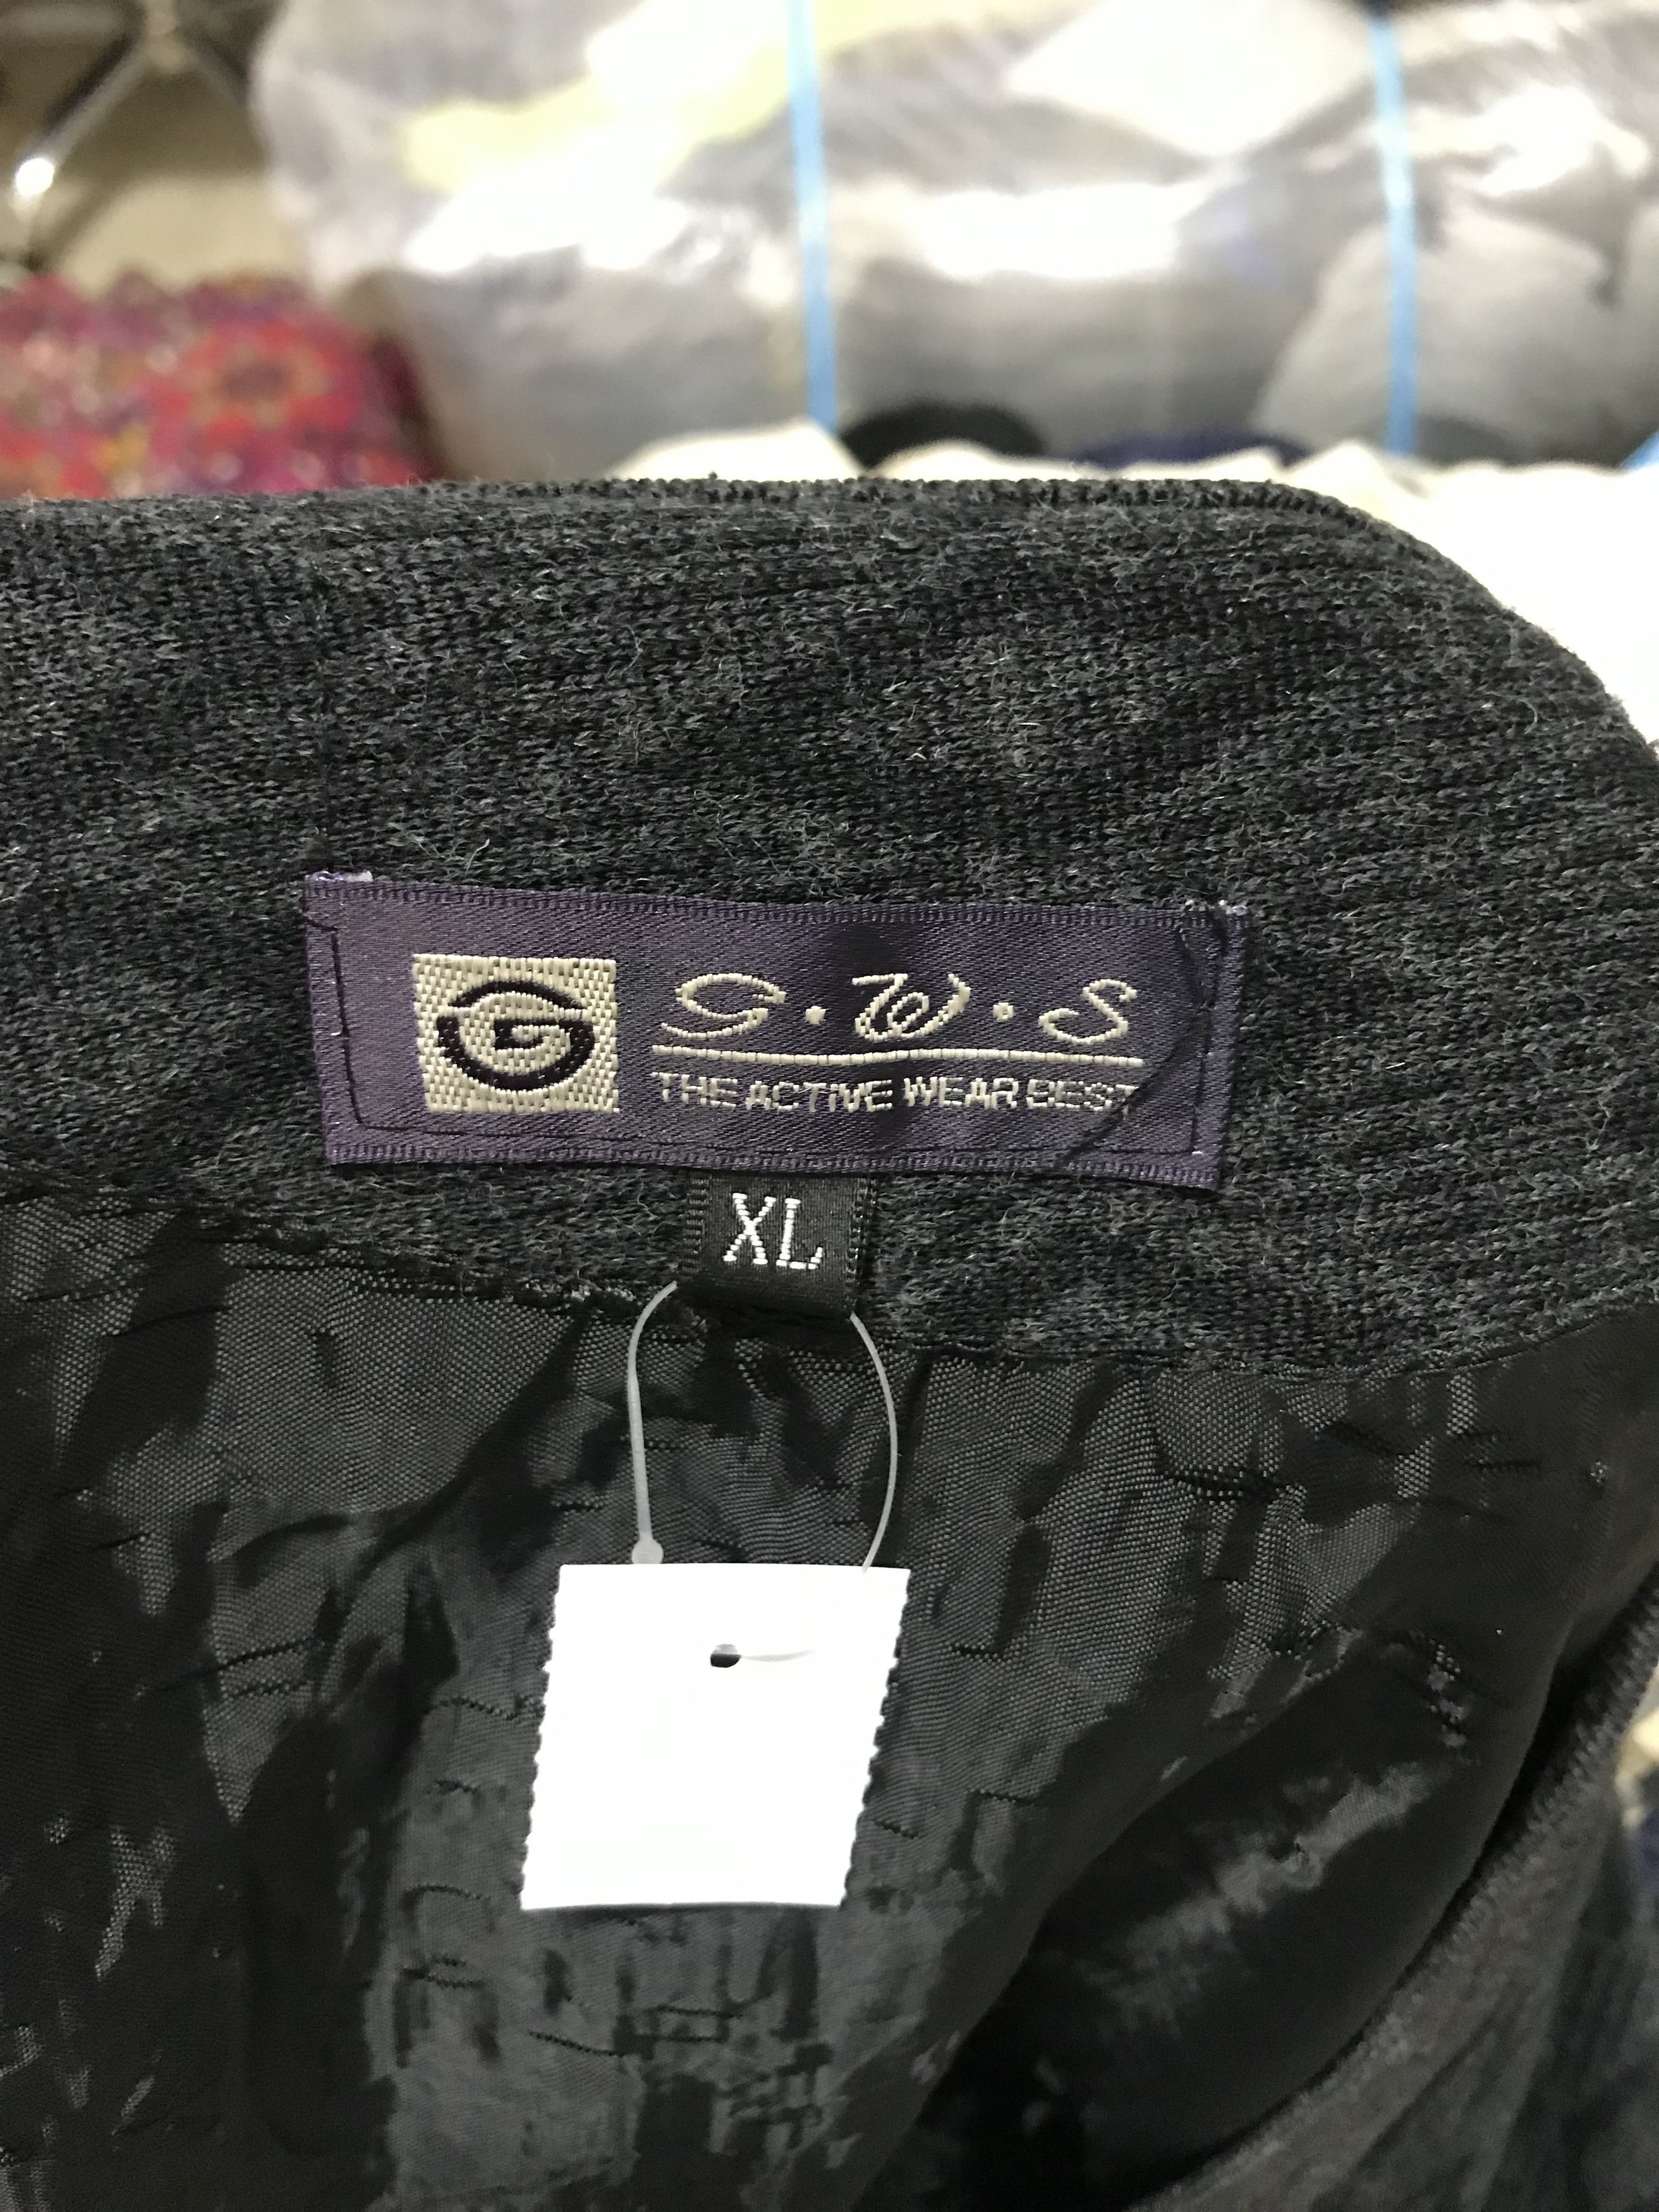 G
G·W·S
THE ACTIVE WEAR BEST
XL